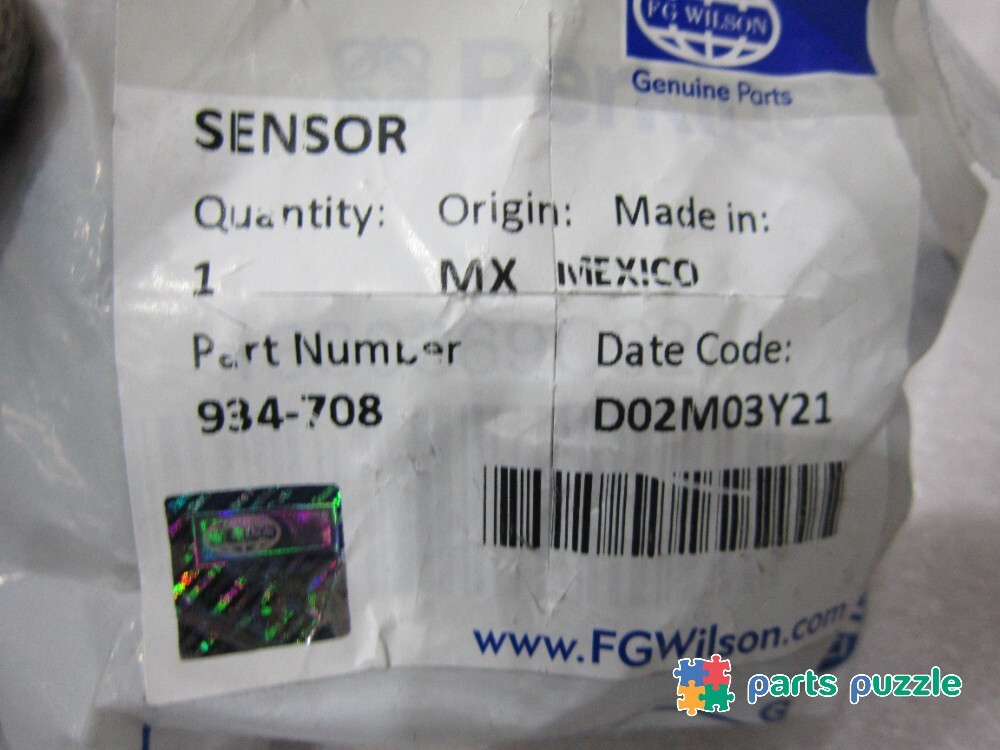 FG WILSON
Genuine Parts
SENSOR
Quantity: Origin: Made in:
1 MX MEXICO
Part Number Date Code:
934-708 D02M03Y21
www.FGWilson.com
parts puzzle